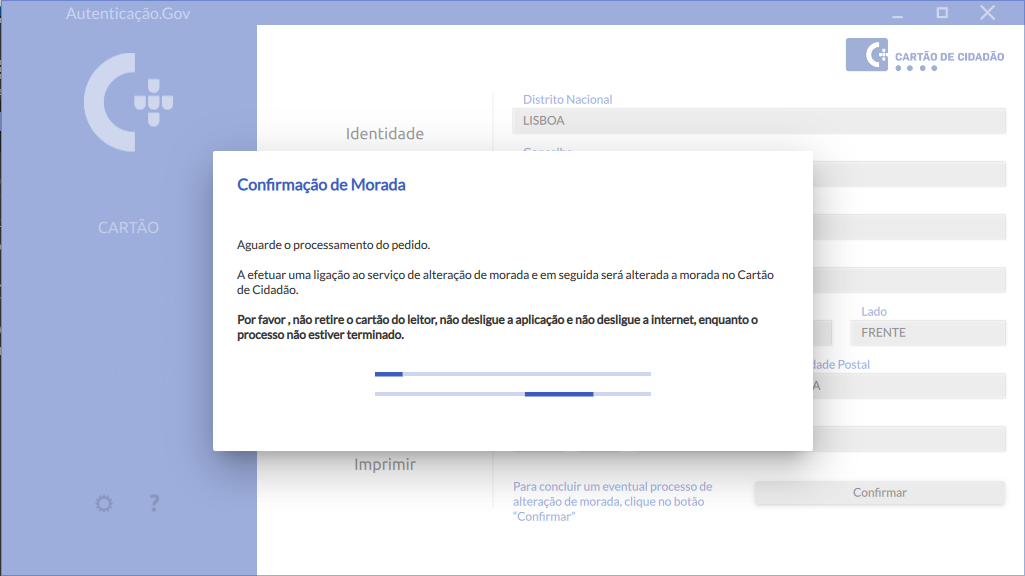 Autenticação.Gov
CARTÃO DE CIDADÃO
Distrito Nacional
LISBOA
Identidade
CARTÃO
Confirmação de Morada
Aguarde o processamento do pedido.
A efetuar uma ligação ao serviço de alteração de morada e em seguida será alterada a morada no Cartão
de Cidadão.
Por favor , não retire o cartão do leitor, não desligue a aplicação e não desligue a internet, enquanto o
processo não estiver terminado.
Lado
FRENTE
dade Postal
A
Imprimir
Para concluir um eventual processo de
alteração de morada, clique no botão
“Confirmar”
Confirmar
?